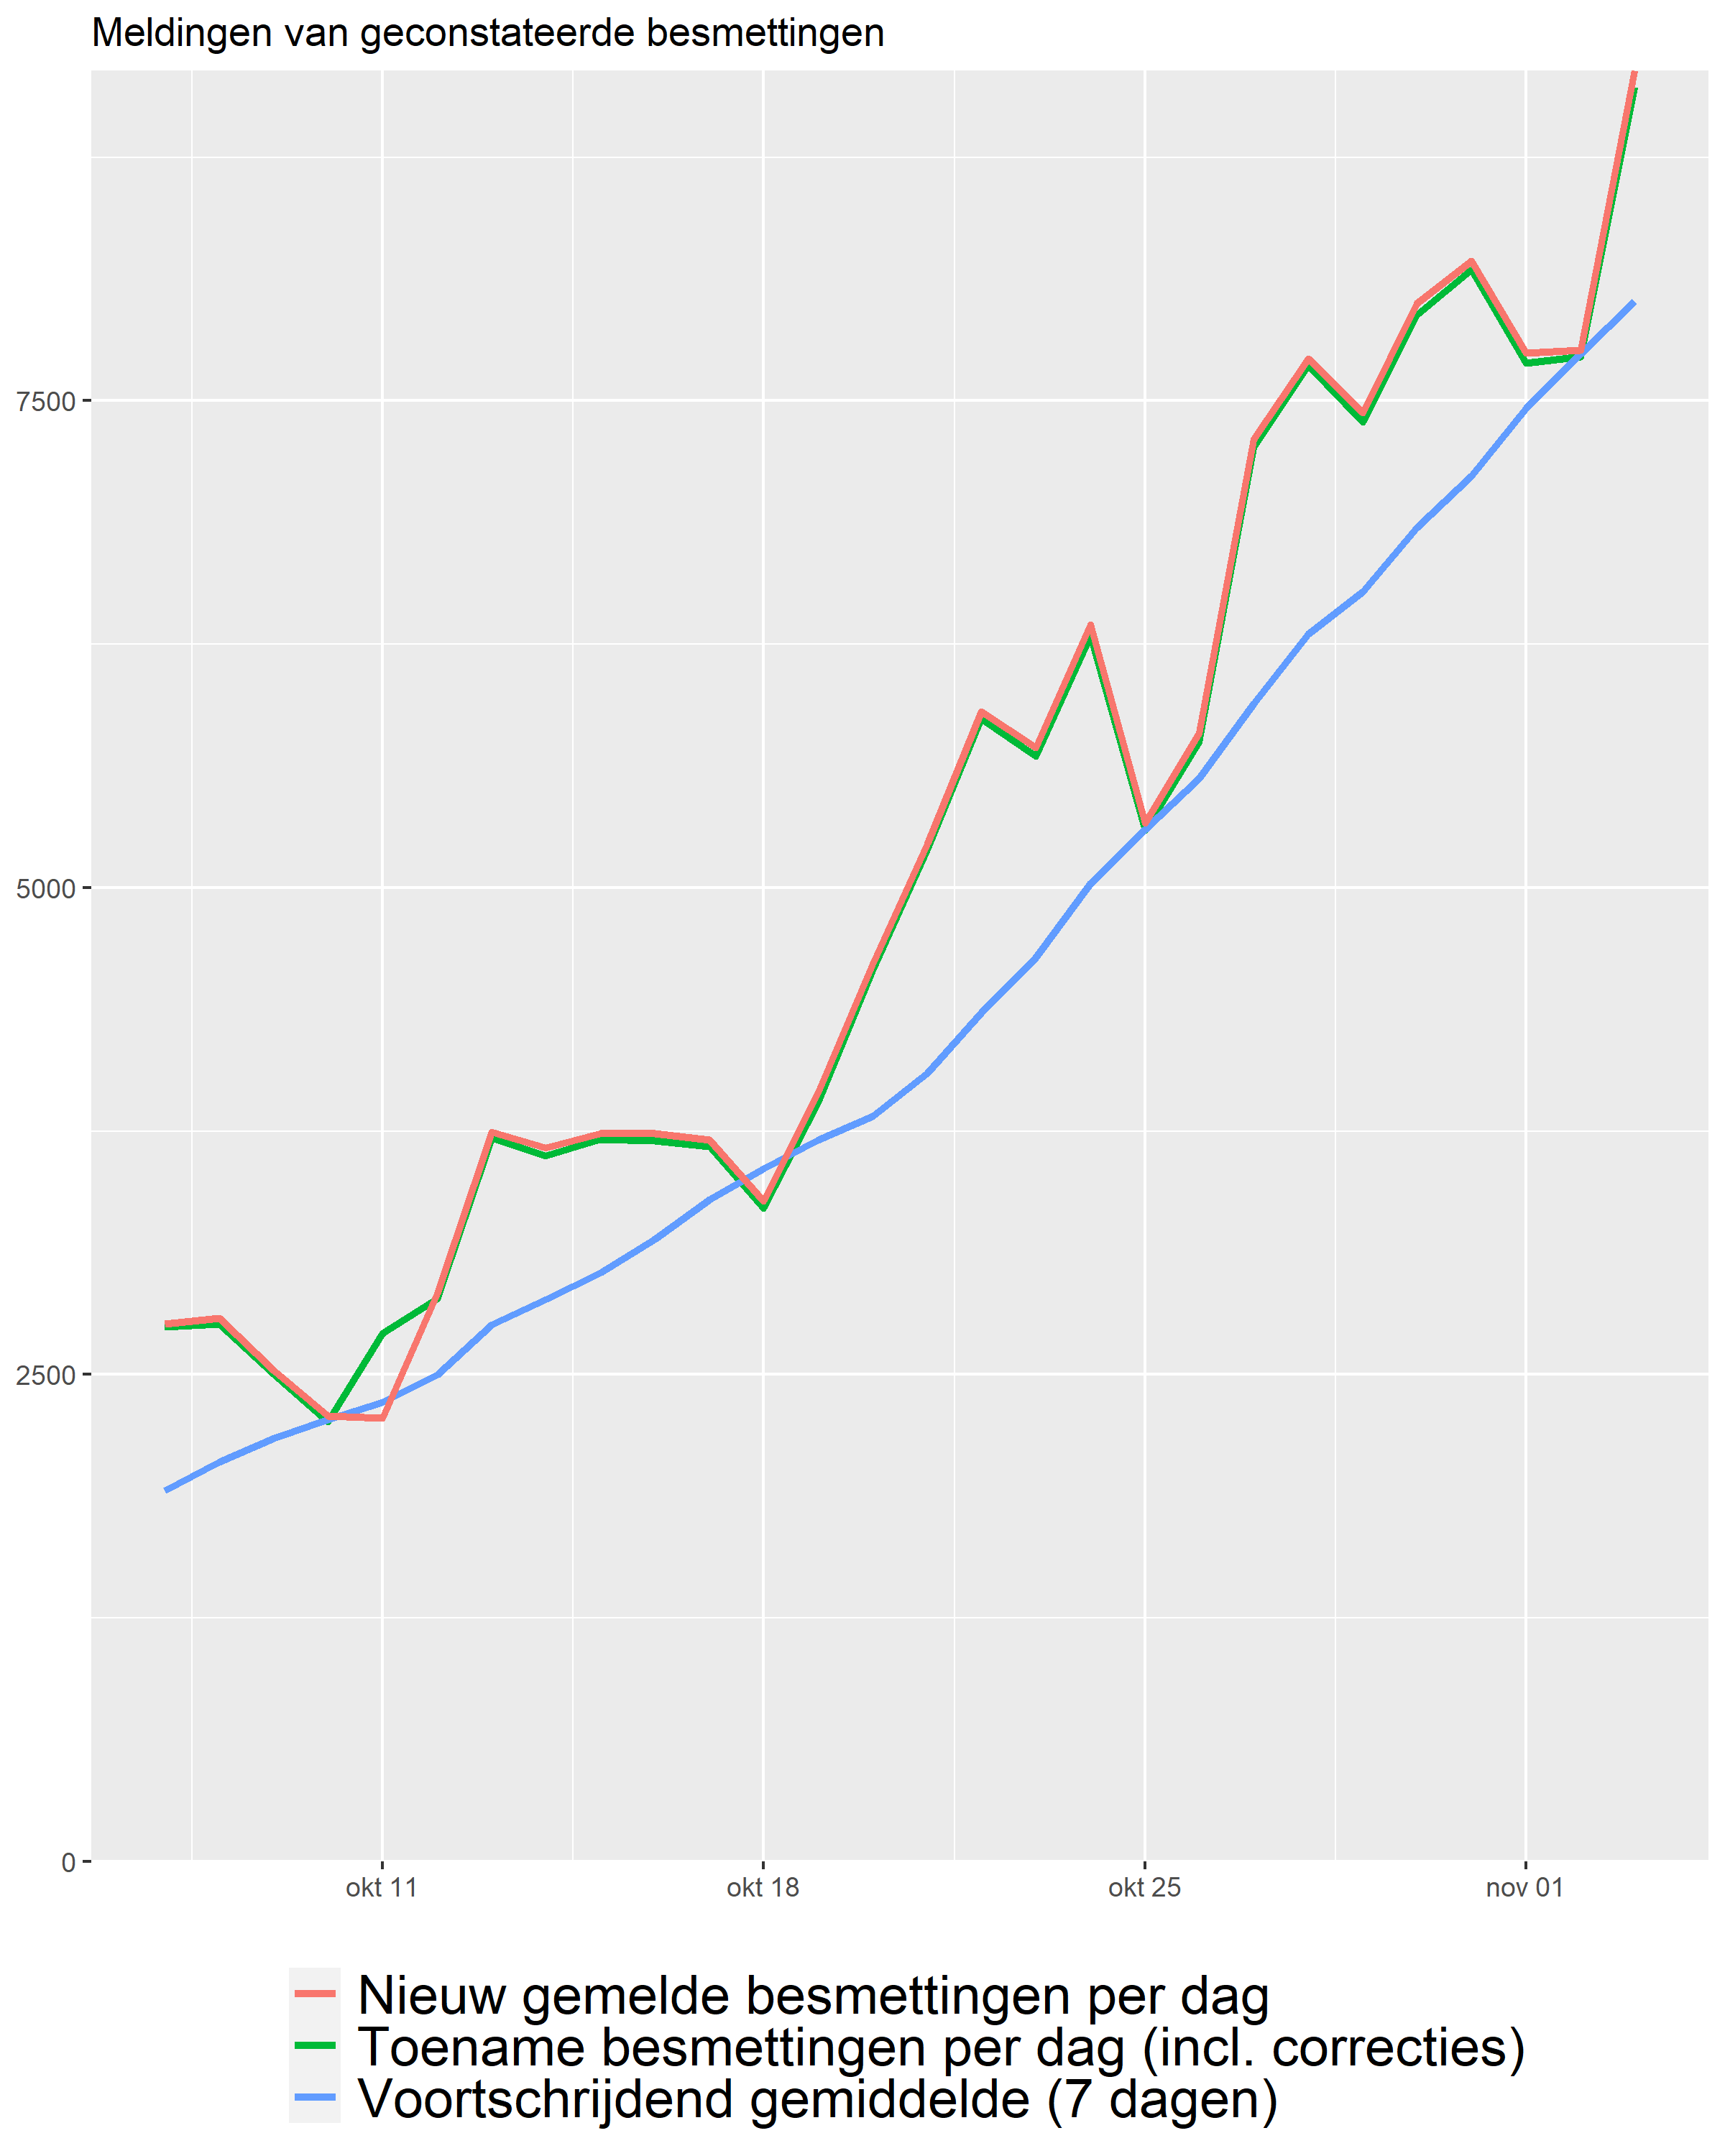 Meldingen van geconstateerde besmettingen
7500
5000
2500
0
okt 11 okt 18 okt 25 nov 01
Nieuw gemelde besmettingen per dag
Toename besmettingen per dag (incl. correcties)
Voortschrijdend gemiddelde (7 dagen)